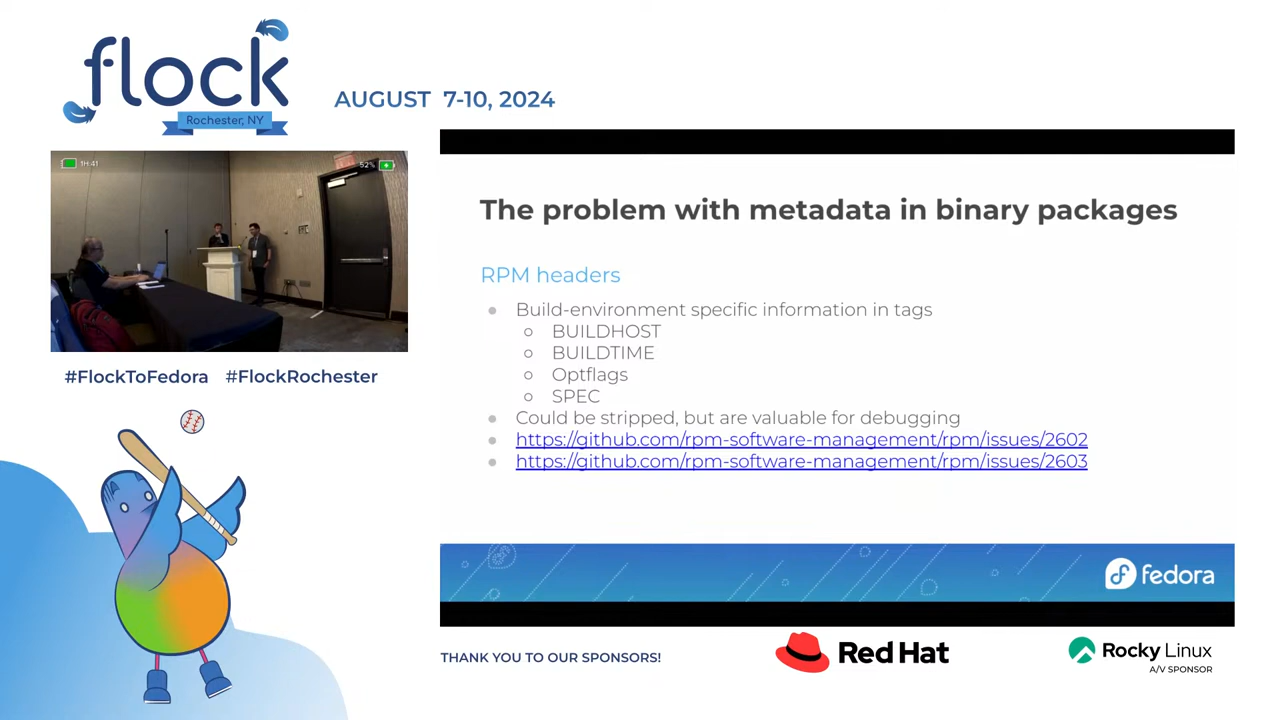 flock
Rochester, NY
AUGUST 7-10, 2024
1H 41
52%
#FlockToFedora #FlockRochester
The problem with metadata in binary packages
RPM headers
Build-environment specific information in tags
BUILDHOST
BUILDTIME
Optflags
SPEC
Could be stripped, but are valuable for debugging
https://github.com/rpm-software-management/rpm/issues/2602
https://github.com/rpm-software-management/rpm/issues/2603
fedora
THANK YOU TO OUR SPONSORS!
Red Hat
Rocky Linux
A/V SPONSOR